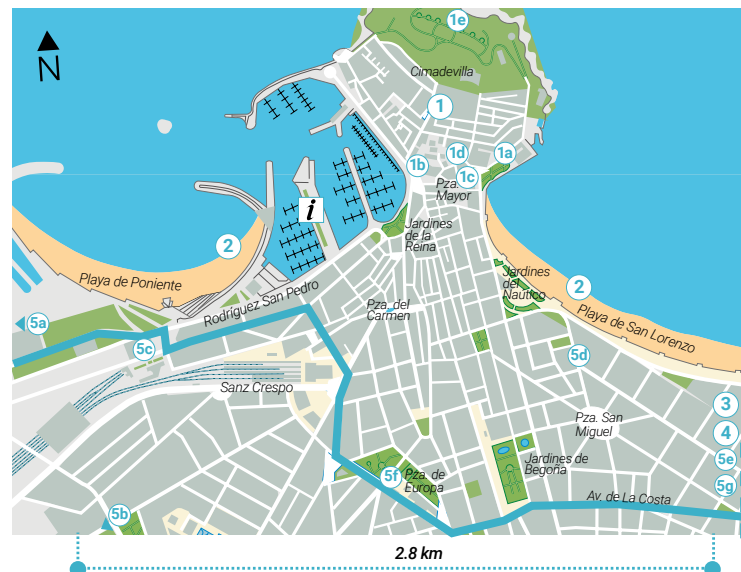 1e
N
Cimadevilla
1
1d
1a
1b
1c
Pza.
Mayor
i
Jardines
de la
Reina
2
Playa de Poniente
Jardines
del
Nautico
2
Rodríguez San Pedro
Pza. del
Carmen
Playa de San Lorenzo
5a
5c
5d
Sanz Crespo
3
Pza. San
Miguel
4
5e
Jardines de
Begoña
5f
Pza. de
Europa
5g
Av. de La Costa
5b
2.8 km